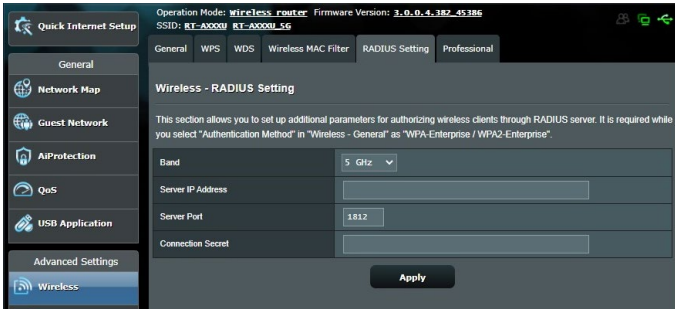 Quick Internet Setup
General
Network Map
Guest Network
AiProtection
QoS
USB Application
Advanced Settings
Wireless
Operation Mode: Wireless router Firmware Version: 3.0.0.4.382_45386
SSID: RT-AXXXU RT-AXXXU_5G
General WPS WDS Wireless MAC Filter RADIUS Setting Professional
Wireless - RADIUS Setting
This section allows you to set up additional parameters for authorizing wireless clients through RADIUS server. It is required while
you select "Authentication Method" in "Wireless - General" as "WPA-Enterprise / WPA2-Enterprise".
Band 5 GHz
Server IP Address
Server Port 1812
Connection Secret
Apply